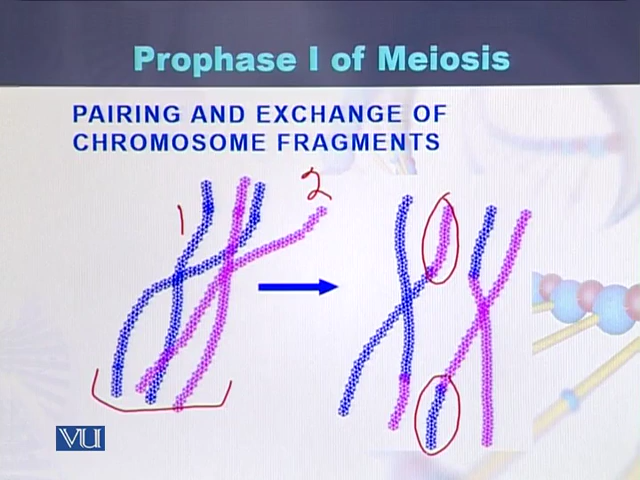 Prophase I of Meiosis
PAIRING AND EXCHANGE OF
CHROMOSOME FRAGMENTS
1
2
VU